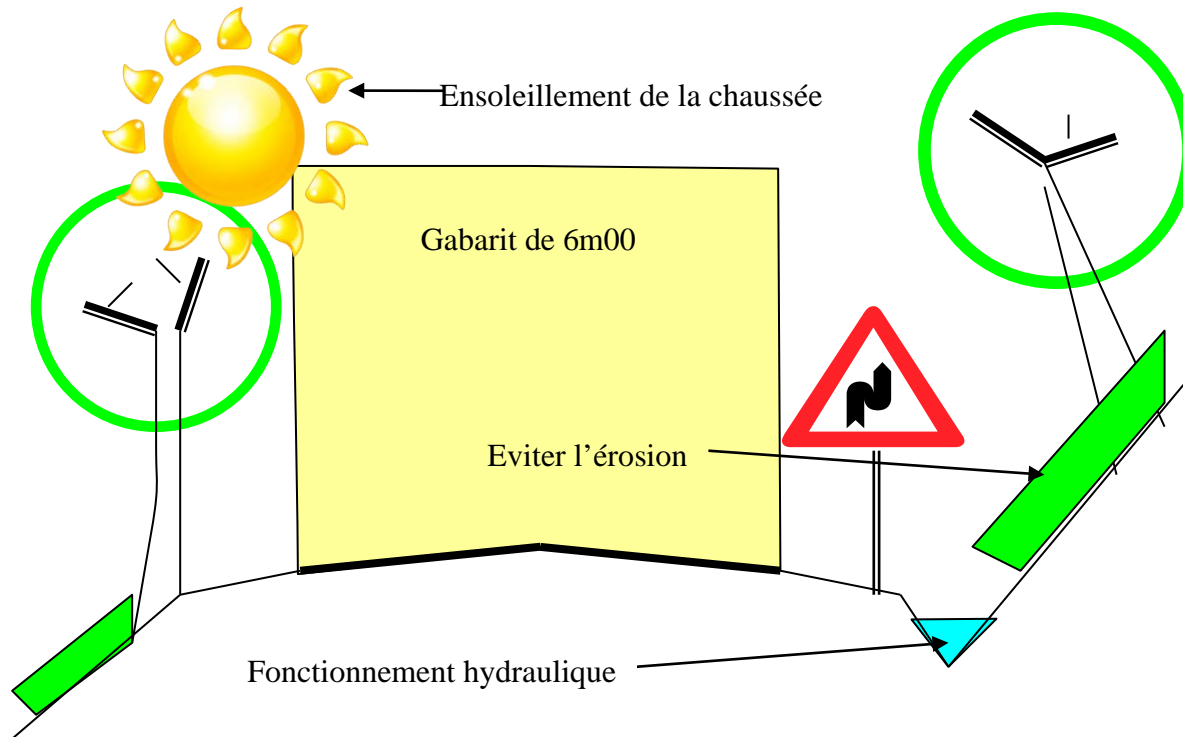 Ensoleillement de la chaussée
Gabarit de 6m00
Eviter l’érosion
Fonctionnement hydraulique